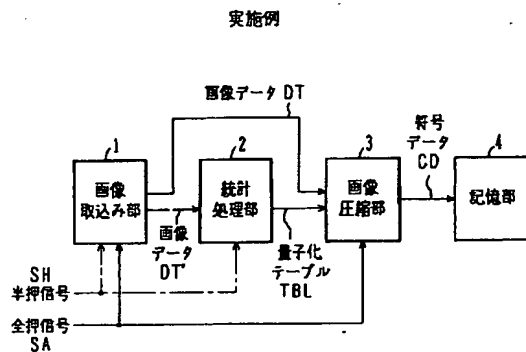 実施例
画像データ DT
1
画像
取込み部
2
統計
処理部
3
画像
圧縮部
符号
データ
CD
4
記憶部
画像
データ
DT'
量子化
テーブル
TBL
SH
半押信号
全押信号
SA